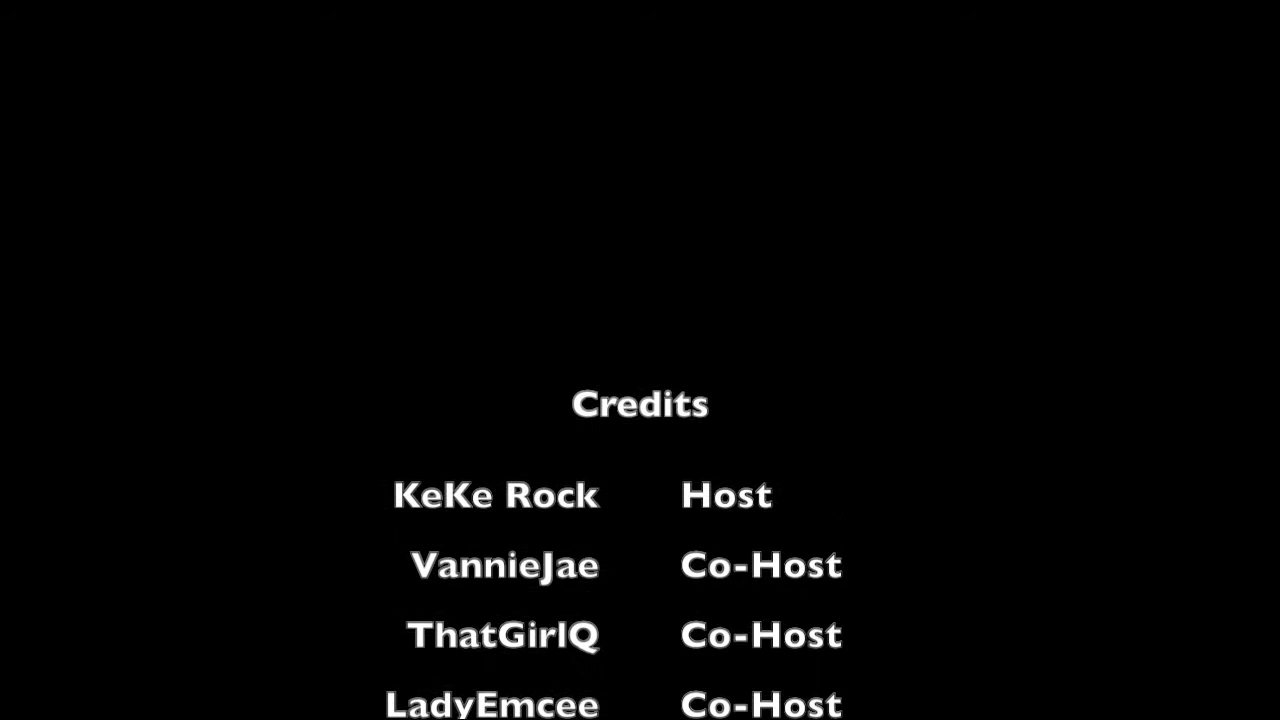 Credits
KeKe Rock Host
VannieJae Co-Host
ThatGirlQ Co-Host
LadyEmcee Co-Host